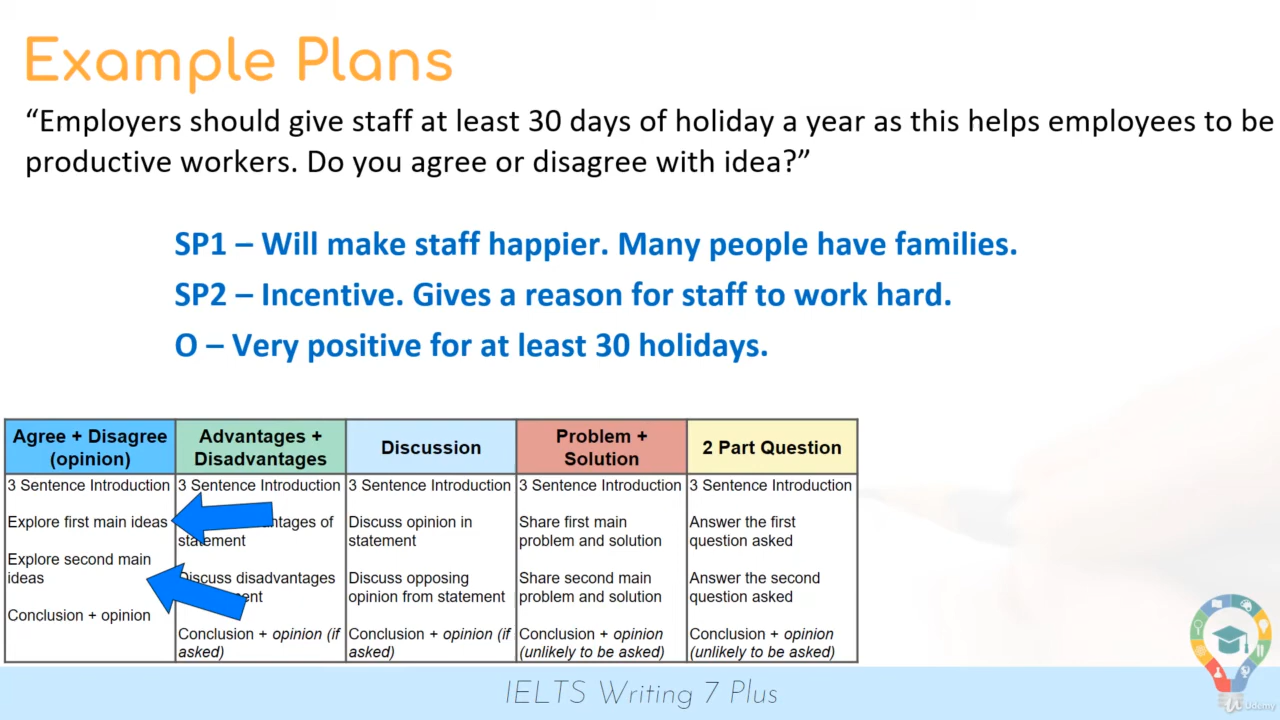 Example Plans
“Employers should give staff at least 30 days of holiday a year as this helps employees to be
productive workers. Do you agree or disagree with idea?”
SP1 – Will make staff happier. Many people have families.
SP2 – Incentive. Gives a reason for staff to work hard.
O – Very positive for at least 30 holidays.
Agree + Disagree
(opinion)
3 Sentence Introduction
Explore first main ideas
Explore second main
ideas
Conclusion + opinion
Advantages +
Disadvantages
3 Sentence Introduction
of
statement
Discuss disadvantages
Conclusion + opinion (if
asked)
Discussion
3 Sentence Introduction
Discuss opinion in
statement
Discuss opposing
opinion from statement
Conclusion + opinion (if
asked)
Problem +
Solution
3 Sentence Introduction
Share first main
problem and solution
Share second main
problem and solution
Conclusion + opinion
(unlikely to be asked)
2 Part Question
3 Sentence Introduction
Answer the first
question asked
Answer the second
question asked
Conclusion + opinion
(unlikely to be asked)
IELTS Writing 7 Plus
Udemy